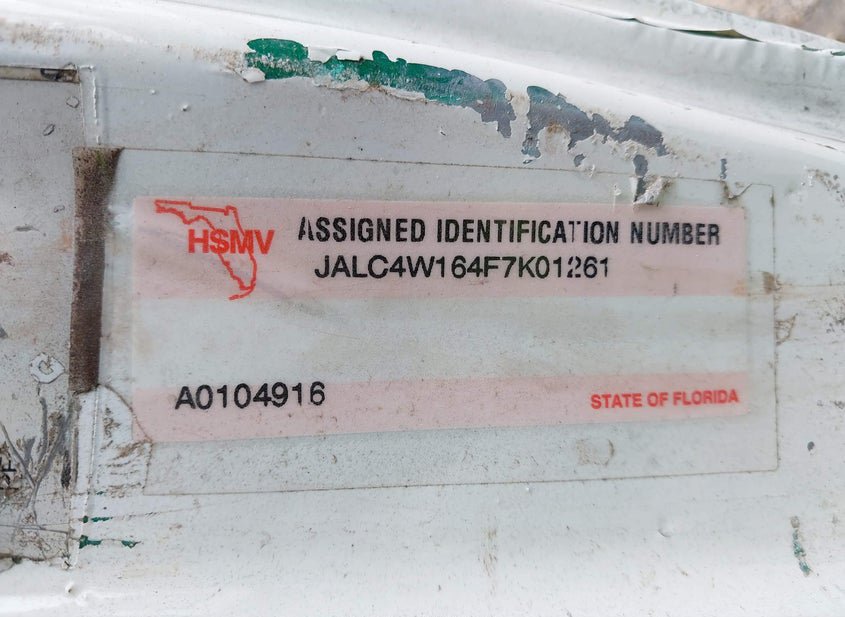 HSMV
ASSIGNED IDENTIFICATION NUMBER
JALC4W164F7K01261
A0104916
STATE OF FLORIDA